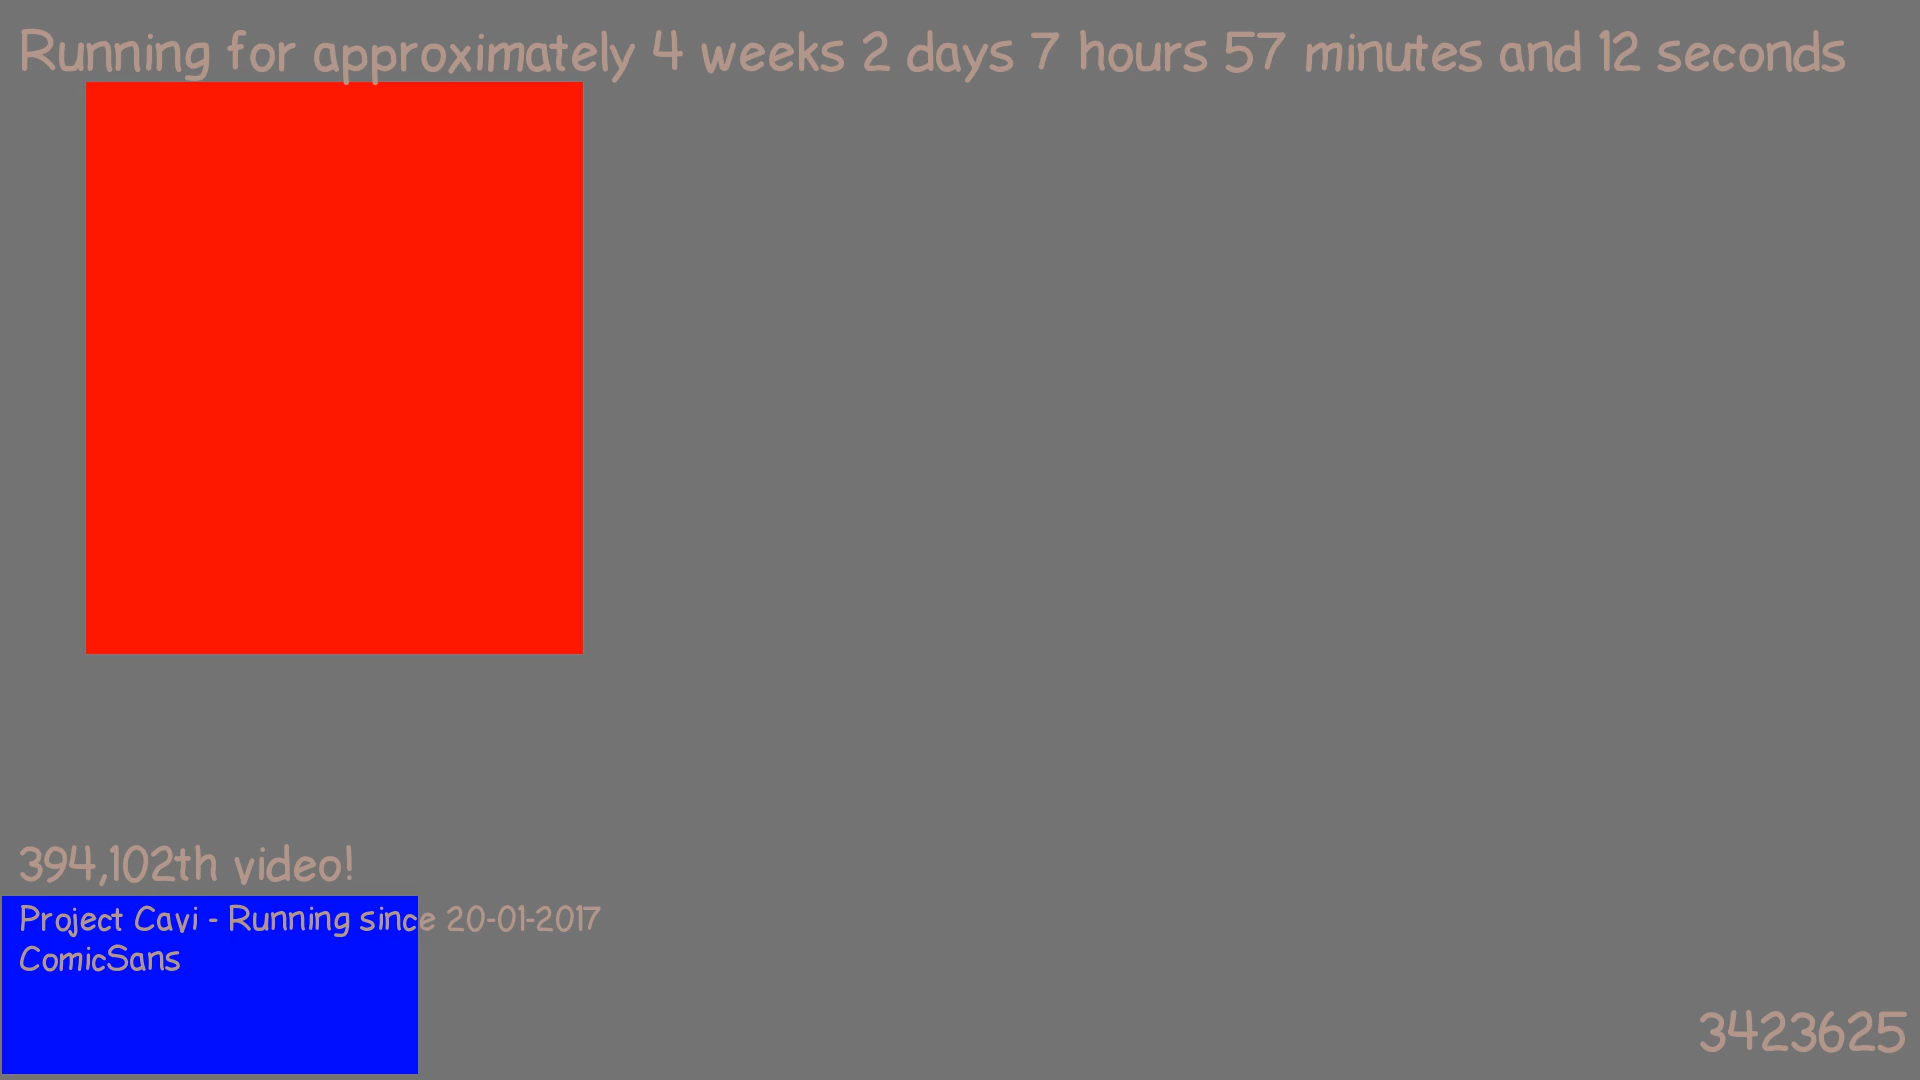 Running for approximately 4 weeks 2 days 7 hours 57 minutes and 12 seconds
394,102th video!
Project Cavi - Running since 20-01-2017
ComicSans
3423625